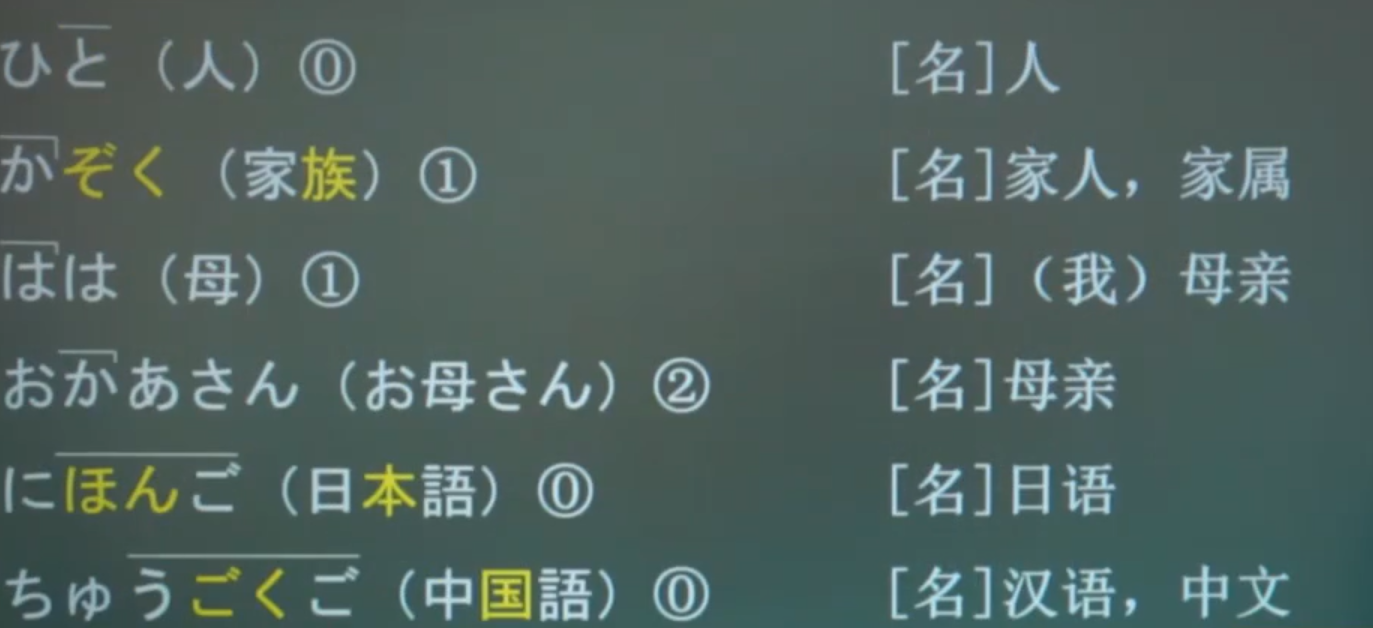 ひと（人）⓪ [名]人
かぞく（家族）① [名]家人，家属
はは（母）① [名]（我）母亲
おかあさん（お母さん）② [名]母亲
にほんご（日本語）⓪ [名]日语
ちゅうごくご（中国語）⓪ [名]汉语，中文